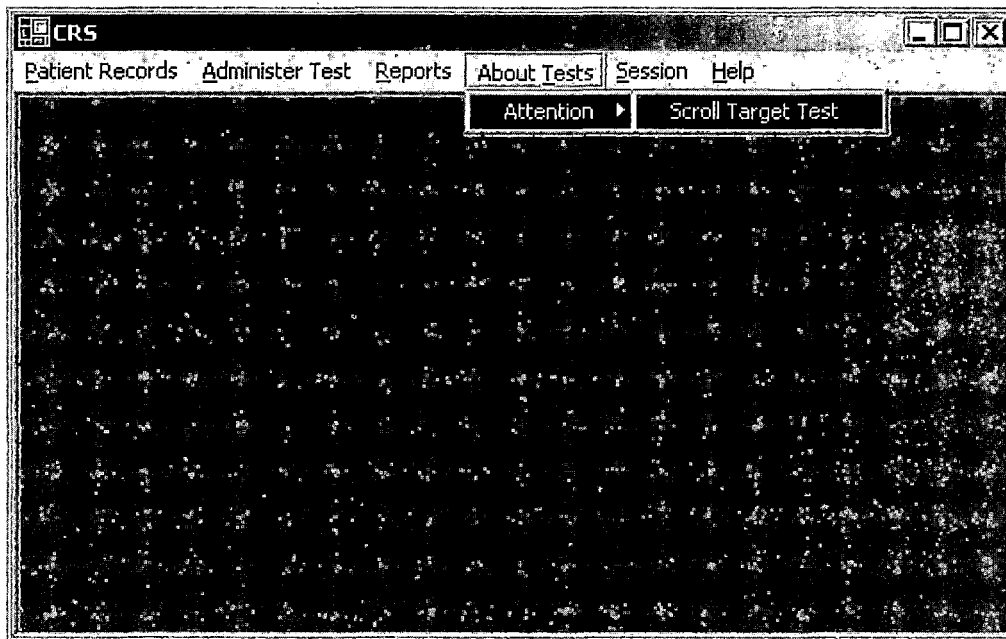 CRS
Patient Records Administer Test Reports About Tests Session Help
Attention Scroll Target Test